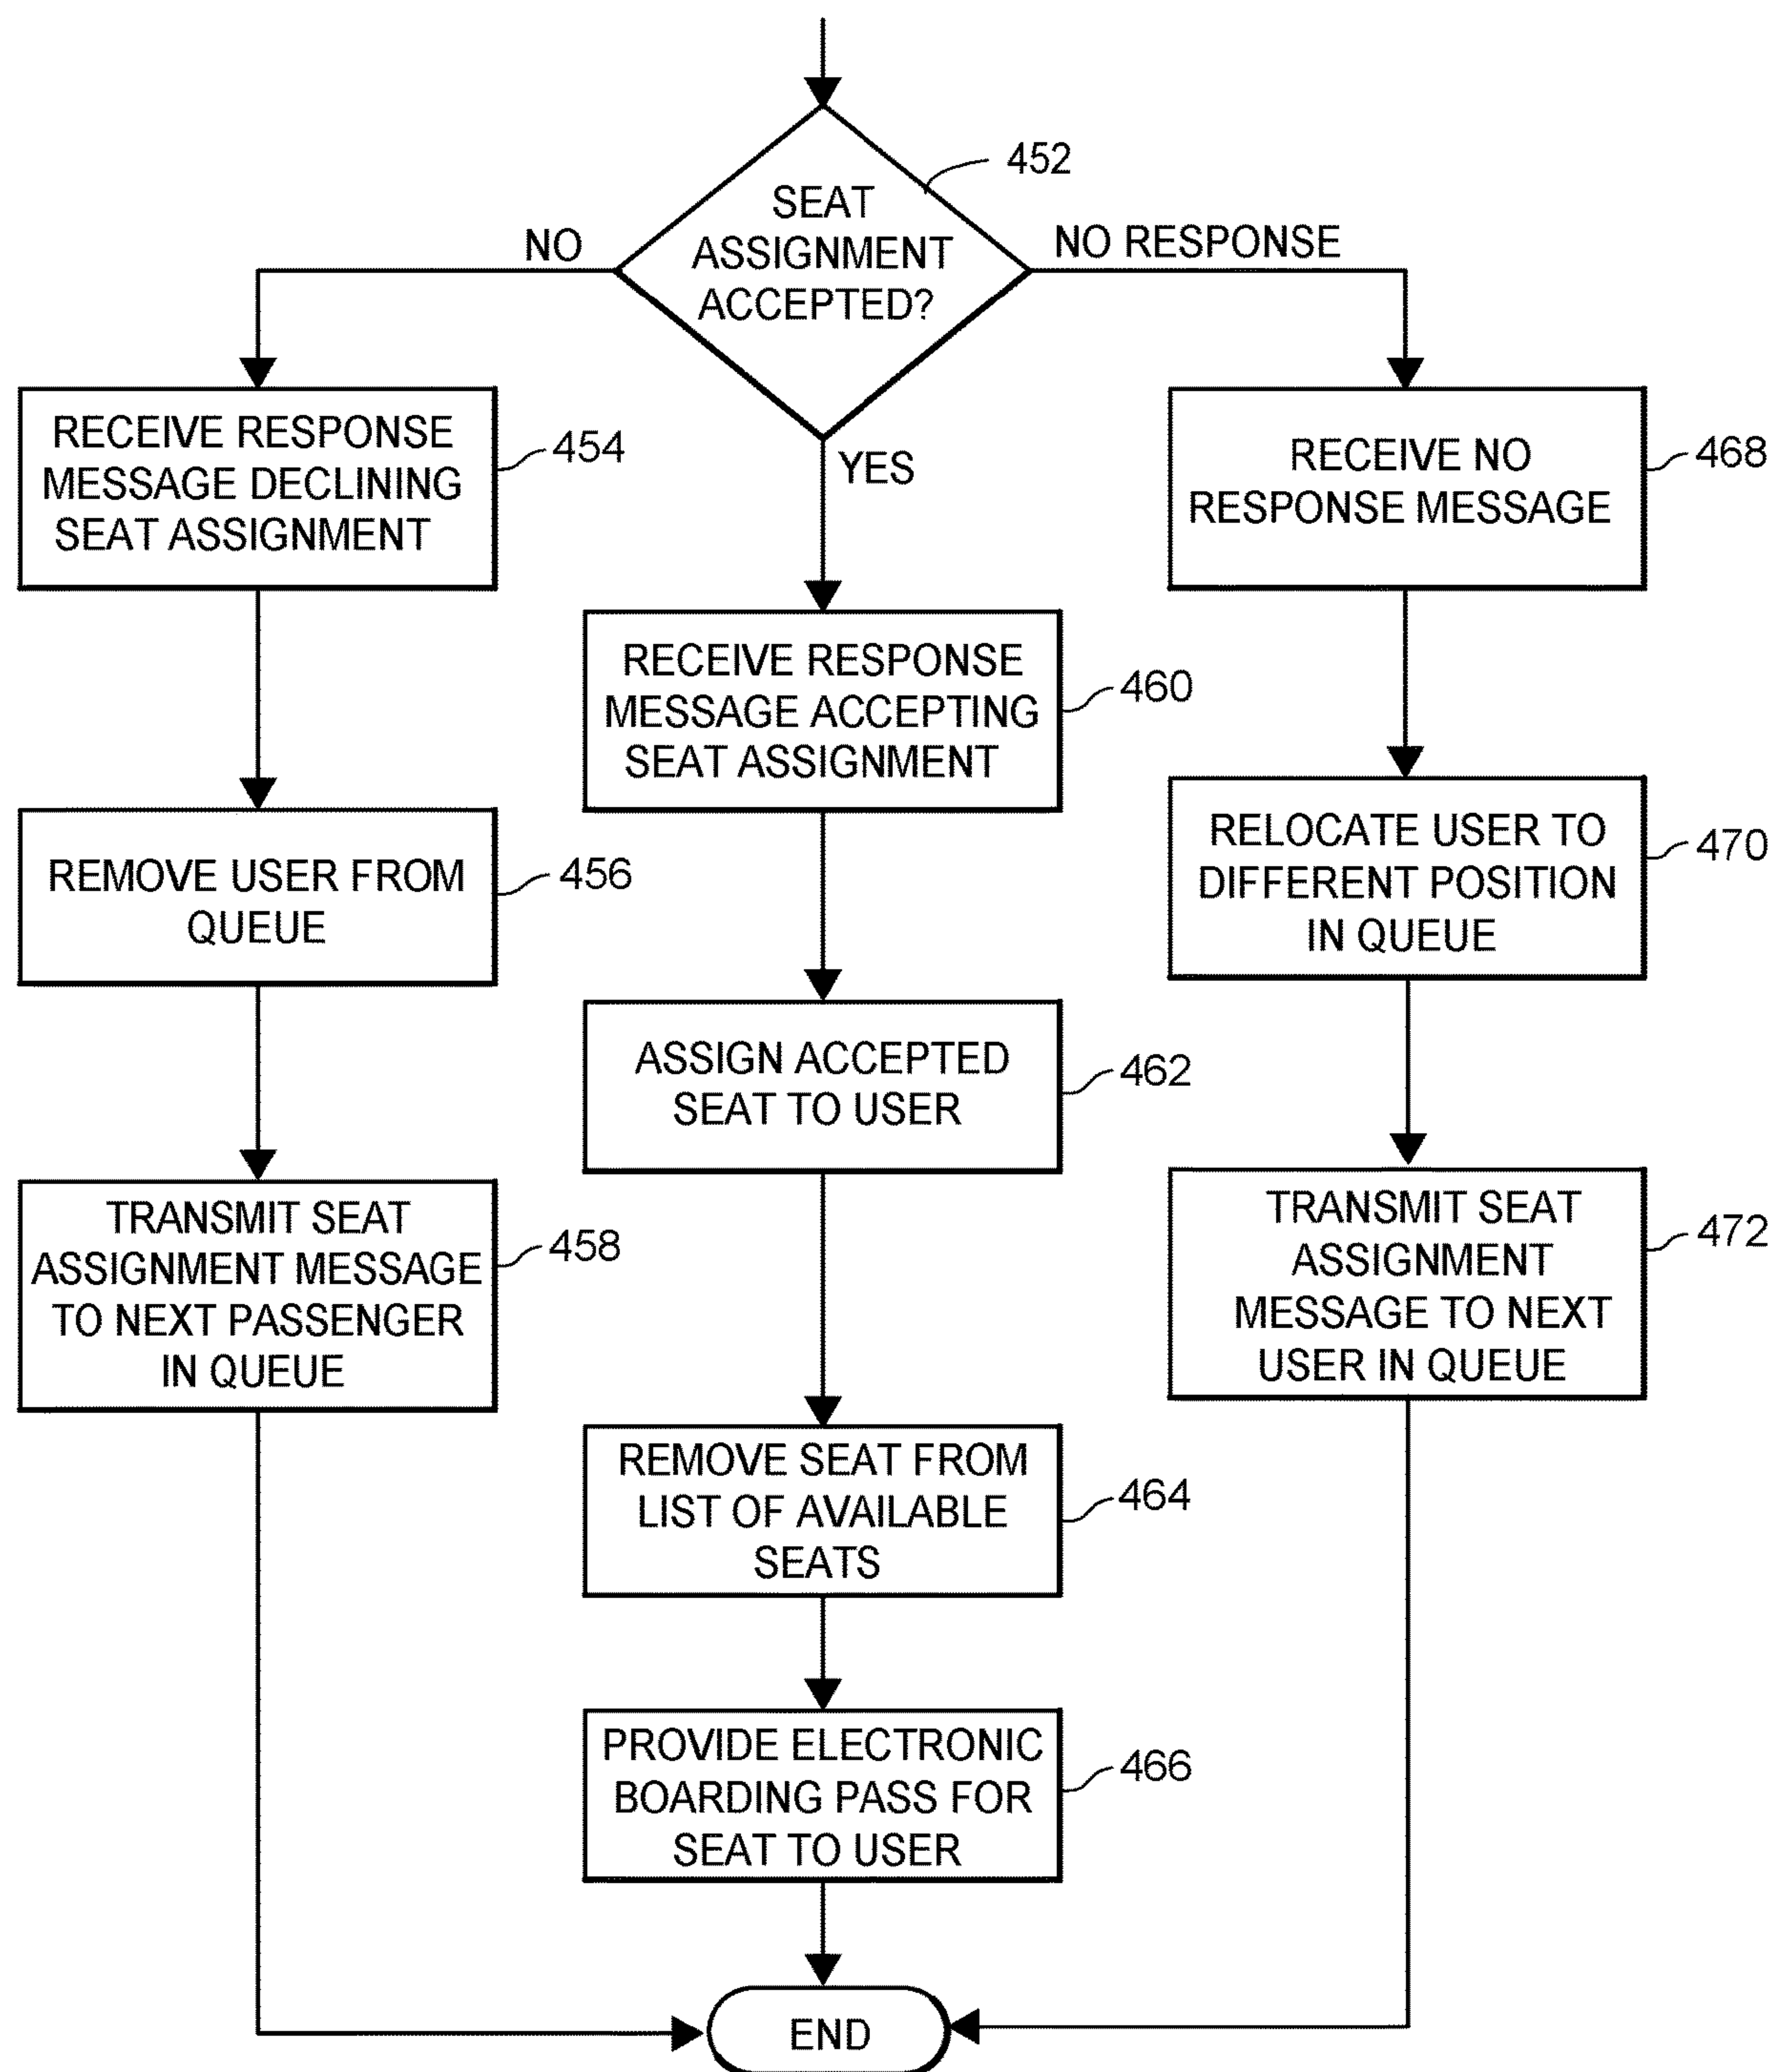 452
SEAT
ASSIGNMENT
ACCEPTED?
NO
NO RESPONSE
YES
RECEIVE RESPONSE
MESSAGE DECLINING
SEAT ASSIGNMENT
454
REMOVE USER FROM
QUEUE
456
TRANSMIT SEAT
ASSIGNMENT MESSAGE
TO NEXT PASSENGER
IN QUEUE
458
RECEIVE RESPONSE
MESSAGE ACCEPTING
SEAT ASSIGNMENT
460
ASSIGN ACCEPTED
SEAT TO USER
462
REMOVE SEAT FROM
LIST OF AVAILABLE
SEATS
464
PROVIDE ELECTRONIC
BOARDING PASS FOR
SEAT TO USER
466
RECEIVE NO
RESPONSE MESSAGE
468
RELOCATE USER TO
DIFFERENT POSITION
IN QUEUE
470
TRANSMIT SEAT
ASSIGNMENT
MESSAGE TO NEXT
USER IN QUEUE
472
END